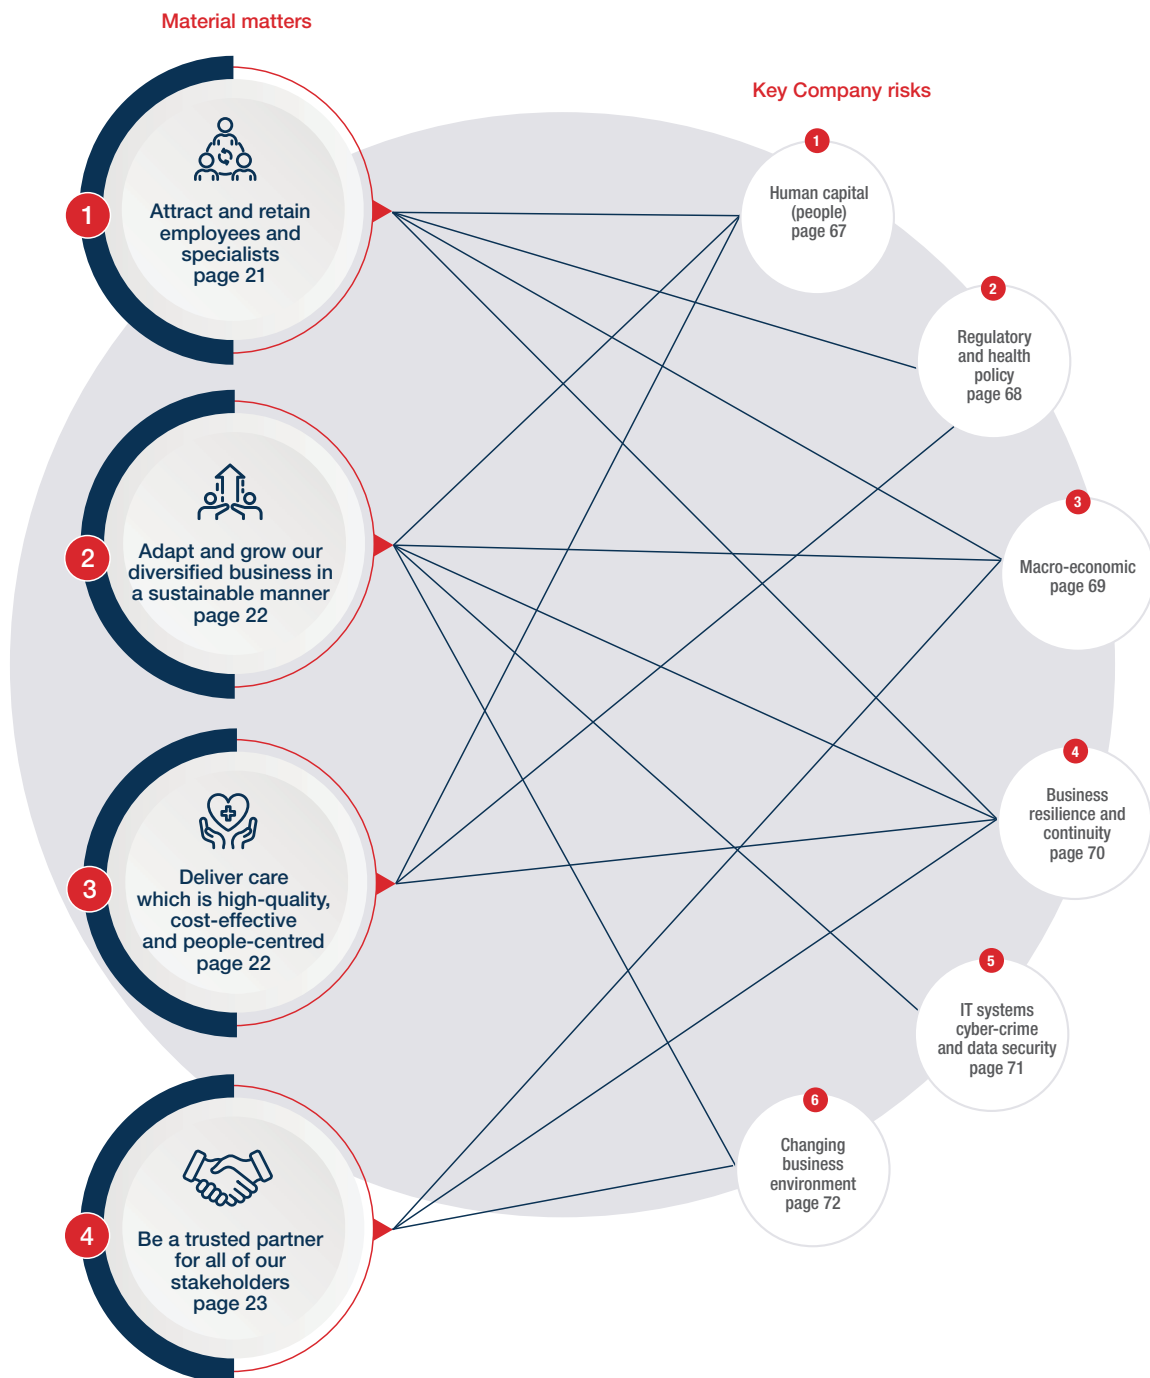 Material matters
1
Attract and retain
employees and
specialists
page 21
2
Adapt and grow our
diversified business in
a sustainable manner
page 22
3
Deliver care
which is high-quality,
cost-effective
and people-centred
page 22
4
Be a trusted partner
for all of our
stakeholders
page 23
Key Company risks
1
Human capital
(people)
page 67
2
Regulatory
and health
policy
page 68
3
Macro-economic
page 69
4
Business
resilience and
continuity
page 70
5
IT systems
cyber-crime
and data security
page 71
6
Changing
business
environment
page 72